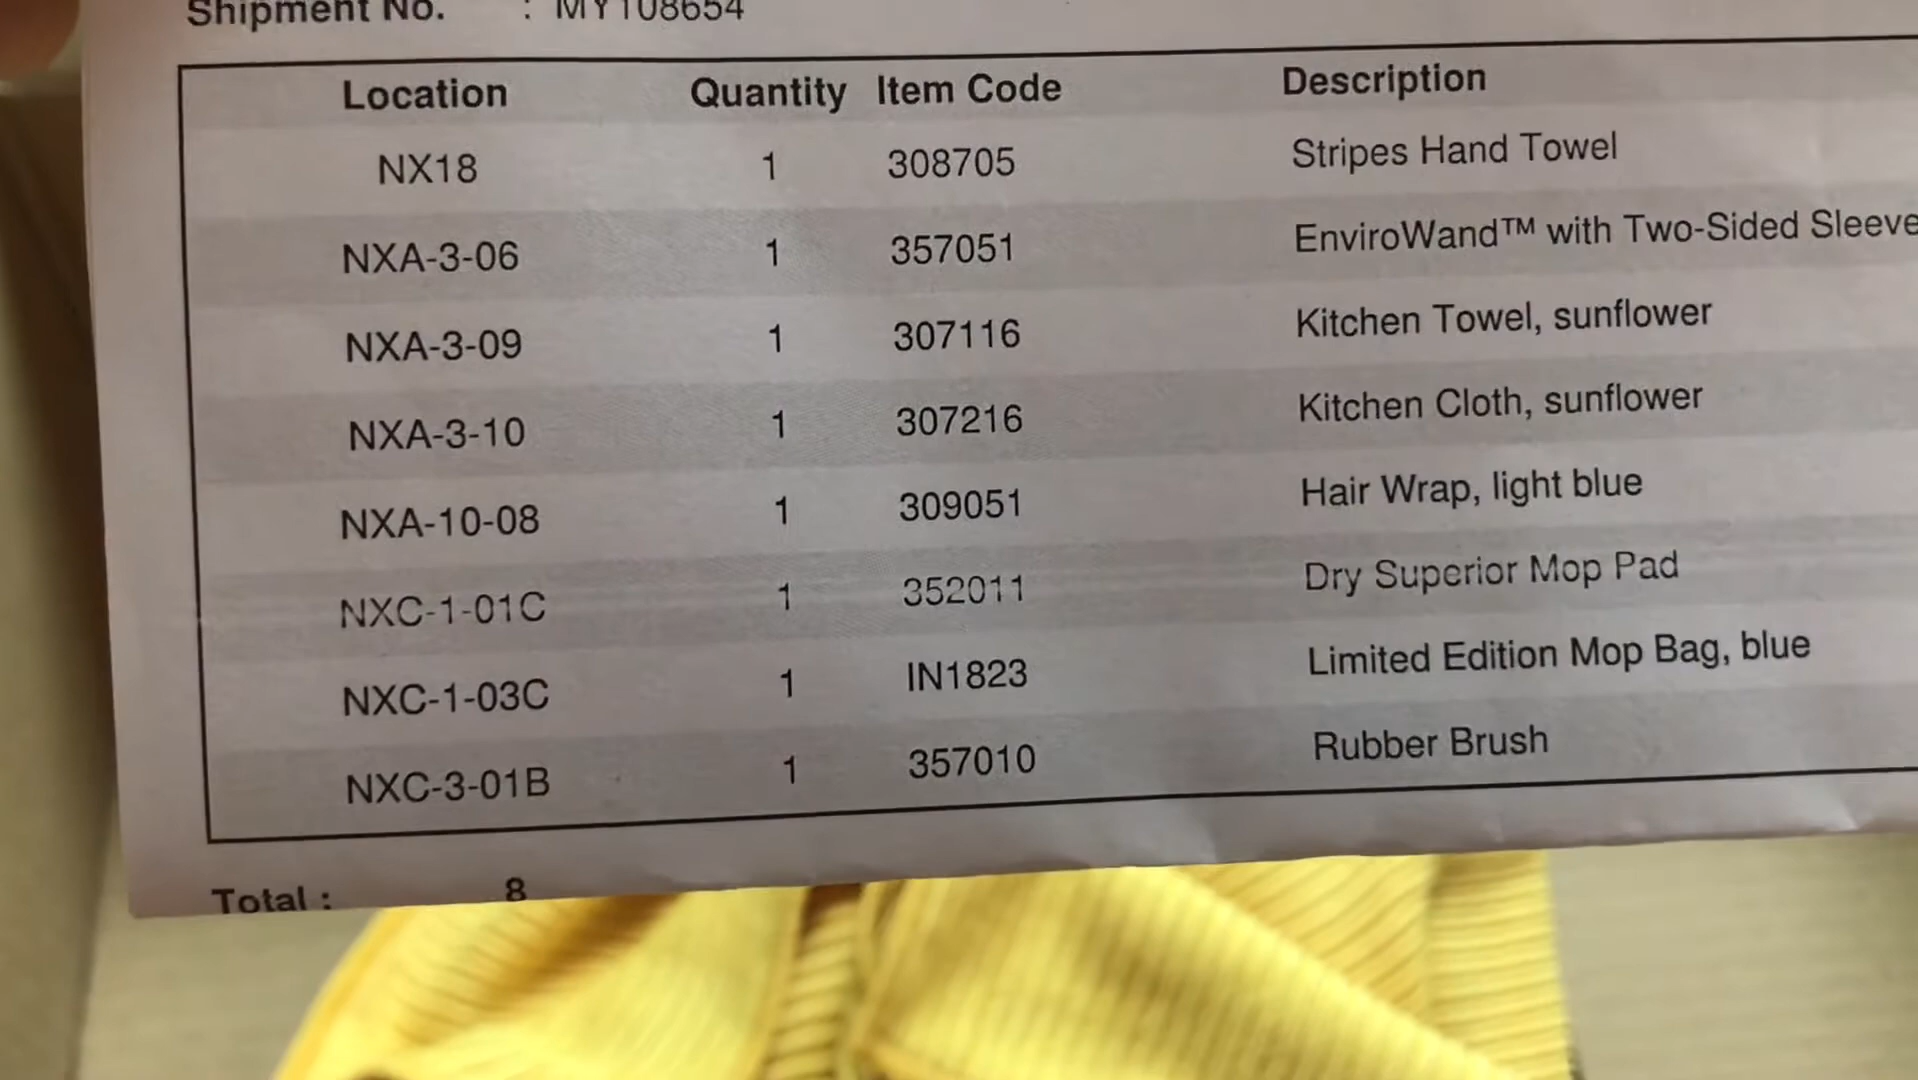 Shipment No. : MY108654
Location Quantity Item Code Description
NX18 1 308705 Stripes Hand Towel
NXA-3-06 1 357051 EnviroWand™ with Two-Sided Sleeve
NXA-3-09 1 307116 Kitchen Towel, sunflower
NXA-3-10 1 307216 Kitchen Cloth, sunflower
NXA-10-08 1 309051 Hair Wrap, light blue
NXC-1-01C 1 352011 Dry Superior Mop Pad
NXC-1-03C 1 IN1823 Limited Edition Mop Bag, blue
NXC-3-01B 1 357010 Rubber Brush
Total : 8